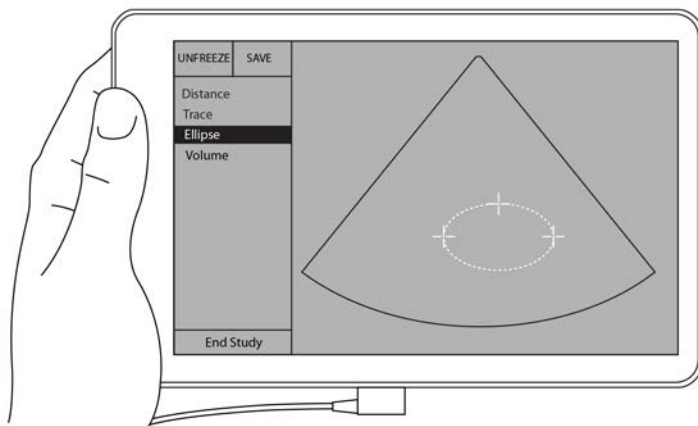 UNFREEZE SAVE
Distance
Trace
Ellipse
Volume
End Study